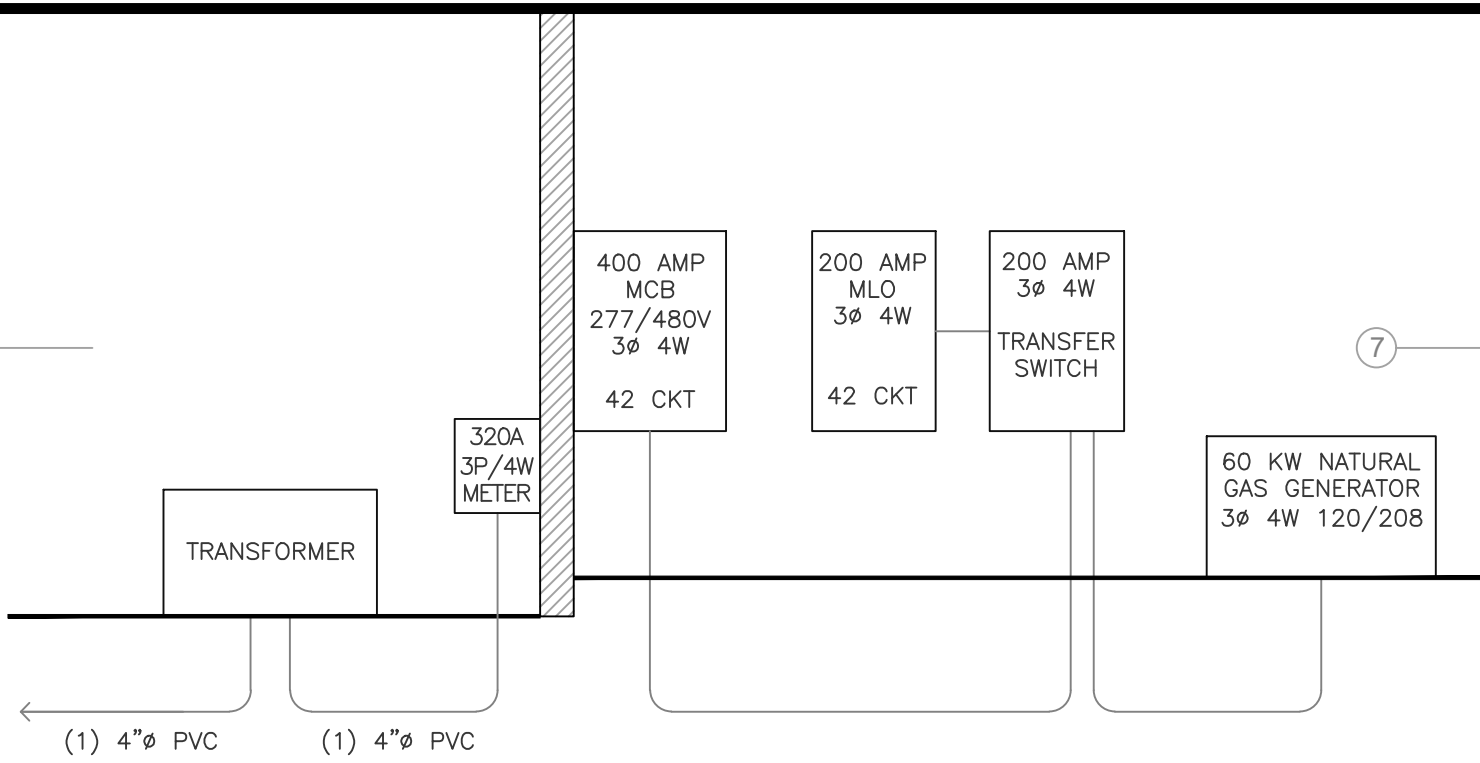 400 AMP
MCB
277/480V
3ø 4W
42 CKT
200 AMP
MLO
3ø 4W
42 CKT
200 AMP
3ø 4W
TRANSFER
SWITCH
7
320A
3P/4W
METER
60 KW NATURAL
GAS GENERATOR
3ø 4W 120/208
TRANSFORMER
(1) 4”ø PVC
(1) 4”ø PVC